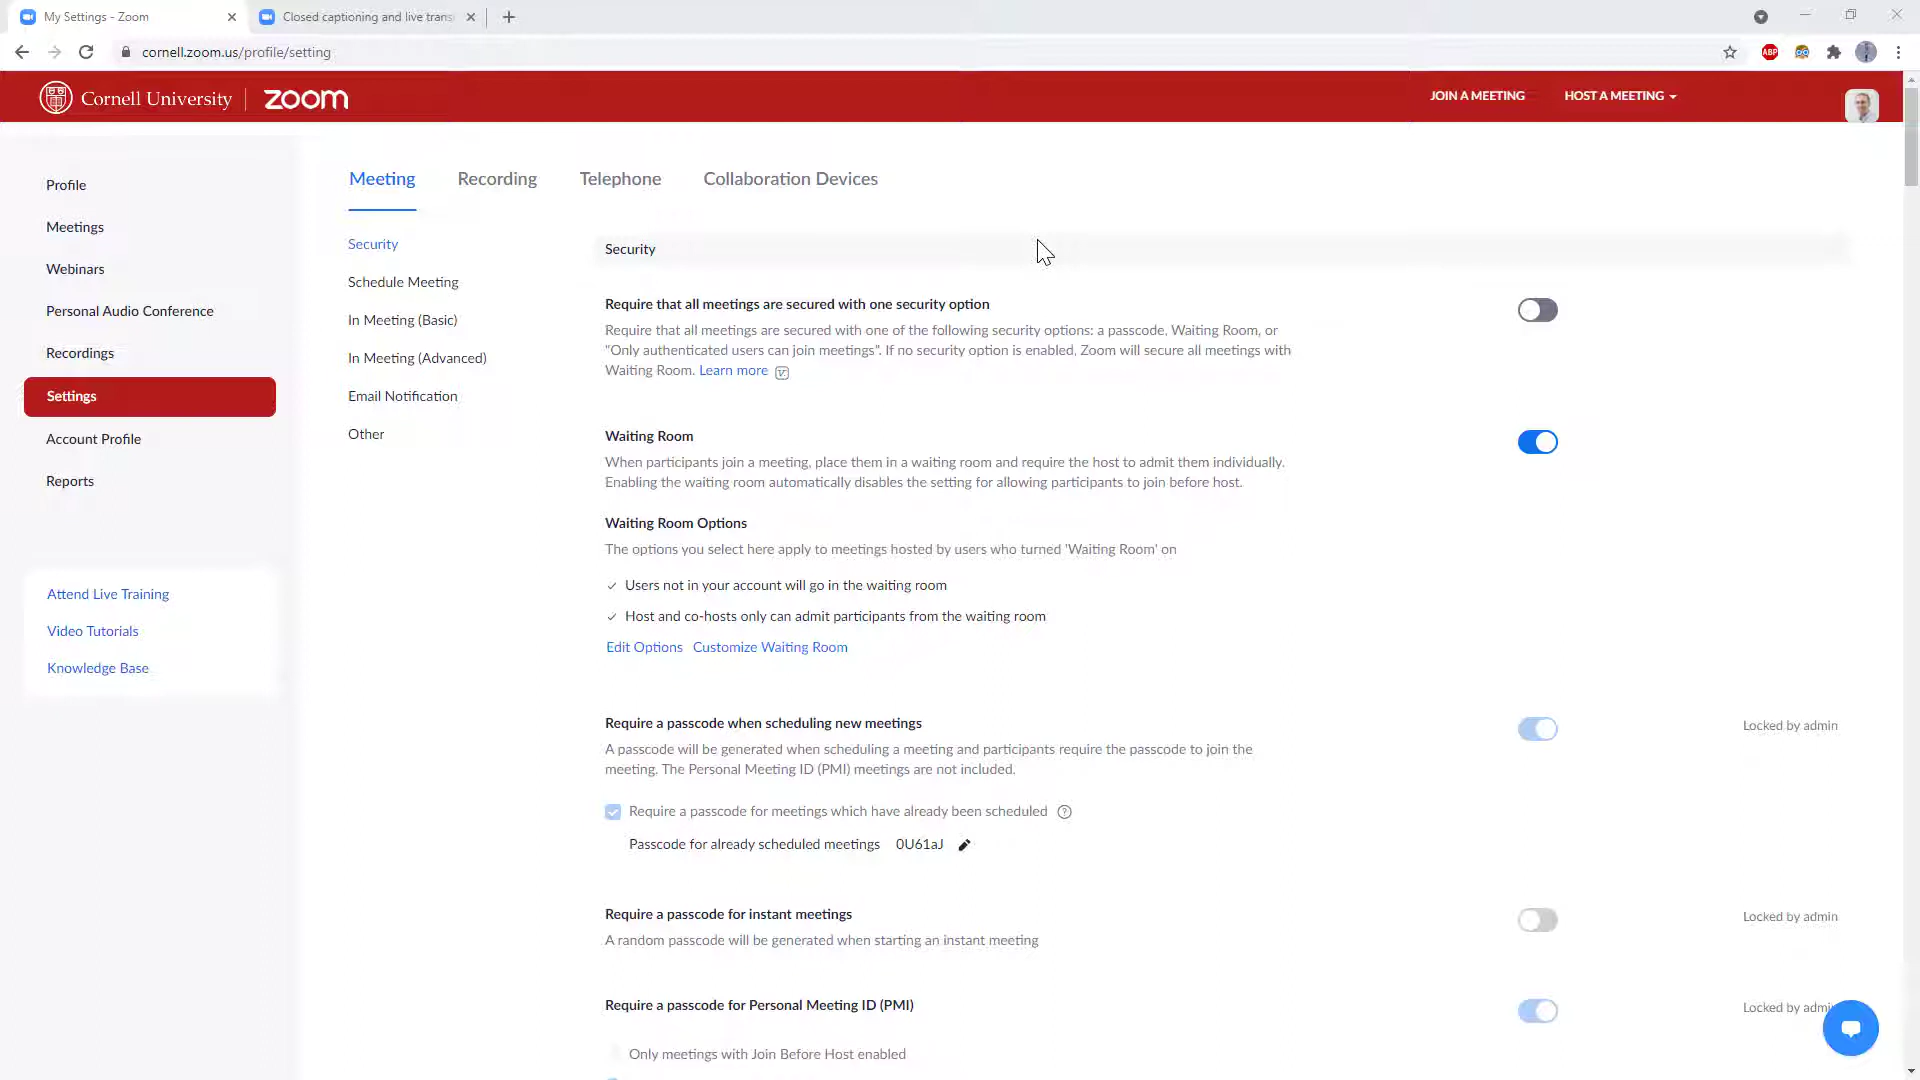 My Settings - Zoom
Closed captioning and live trans
cornell.zoom.us/profile/setting
ABP
Cornell University
zoom
JOIN A MEETING
HOST A MEETING
Profile
Meetings
Webinars
Personal Audio Conference
Recordings
Settings
Account Profile
Reports
Attend Live Training
Video Tutorials
Knowledge Base
Meeting
Recording
Telephone
Collaboration Devices
Security
Schedule Meeting
In Meeting (Basic)
In Meeting (Advanced)
Email Notification
Other
Security
Require that all meetings are secured with one security option
Require that all meetings are secured with one of the following security options: a passcode, Waiting Room, or
"Only authenticated users can join meetings". If no security option is enabled, Zoom will secure all meetings with
Waiting Room. Learn more
Waiting Room
When participants join a meeting, place them in a waiting room and require the host to admit them individually.
Enabling the waiting room automatically disables the setting for allowing participants to join before host.
Waiting Room Options
The options you select here apply to meetings hosted by users who turned 'Waiting Room' on
Users not in your account will go in the waiting room
Host and co-hosts only can admit participants from the waiting room
Edit Options Customize Waiting Room
Require a passcode when scheduling new meetings
Locked by admin
A passcode will be generated when scheduling a meeting and participants require the passcode to join the
meeting. The Personal Meeting ID (PMI) meetings are not included.
Require a passcode for meetings which have already been scheduled
Passcode for already scheduled meetings 0U61aJ
Require a passcode for instant meetings
Locked by admin
A random passcode will be generated when starting an instant meeting
Require a passcode for Personal Meeting ID (PMI)
Locked by admin
Only meetings with Join Before Host enabled